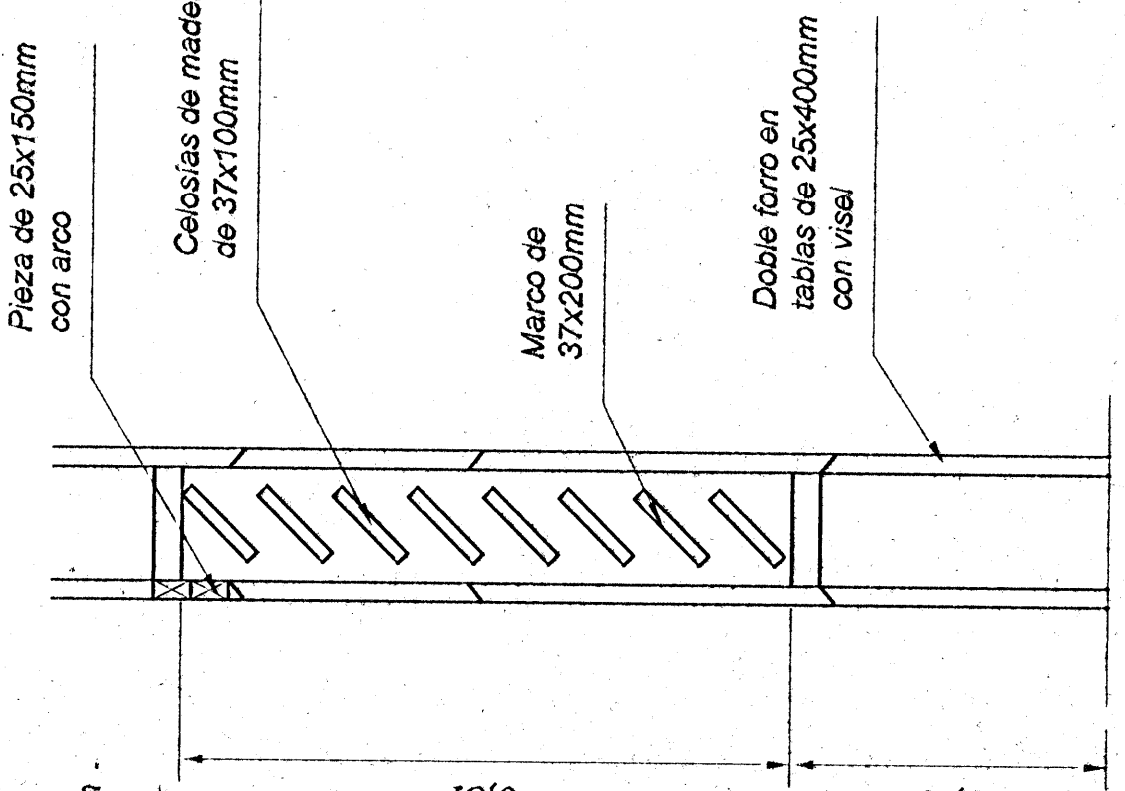 Pieza de 25x150mm
con arco
Celosías de made
de 37x100mm
Marco de
37x200mm
Doble forro en
tablas de 25x400mm
con visel